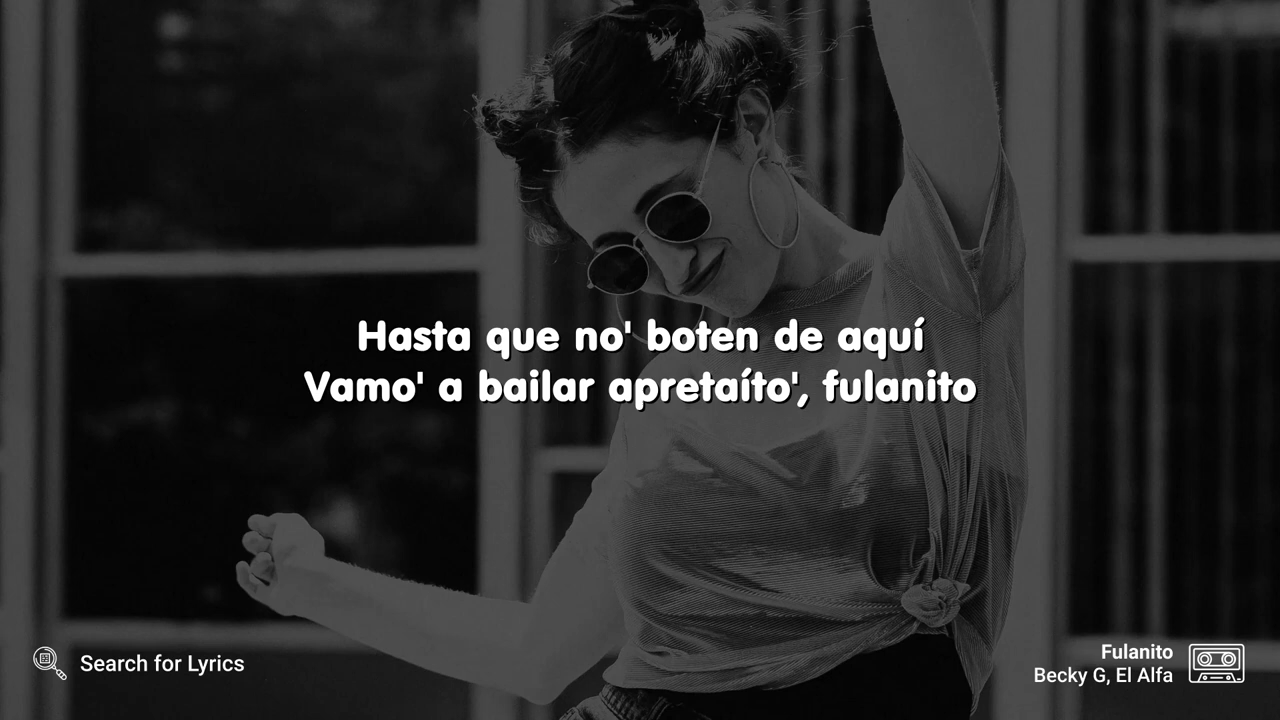 Hasta que no' boten de aquí
Vamo' a bailar apretaíto', fulanito
Search for Lyrics
Fulanito
Becky G, El Alfa